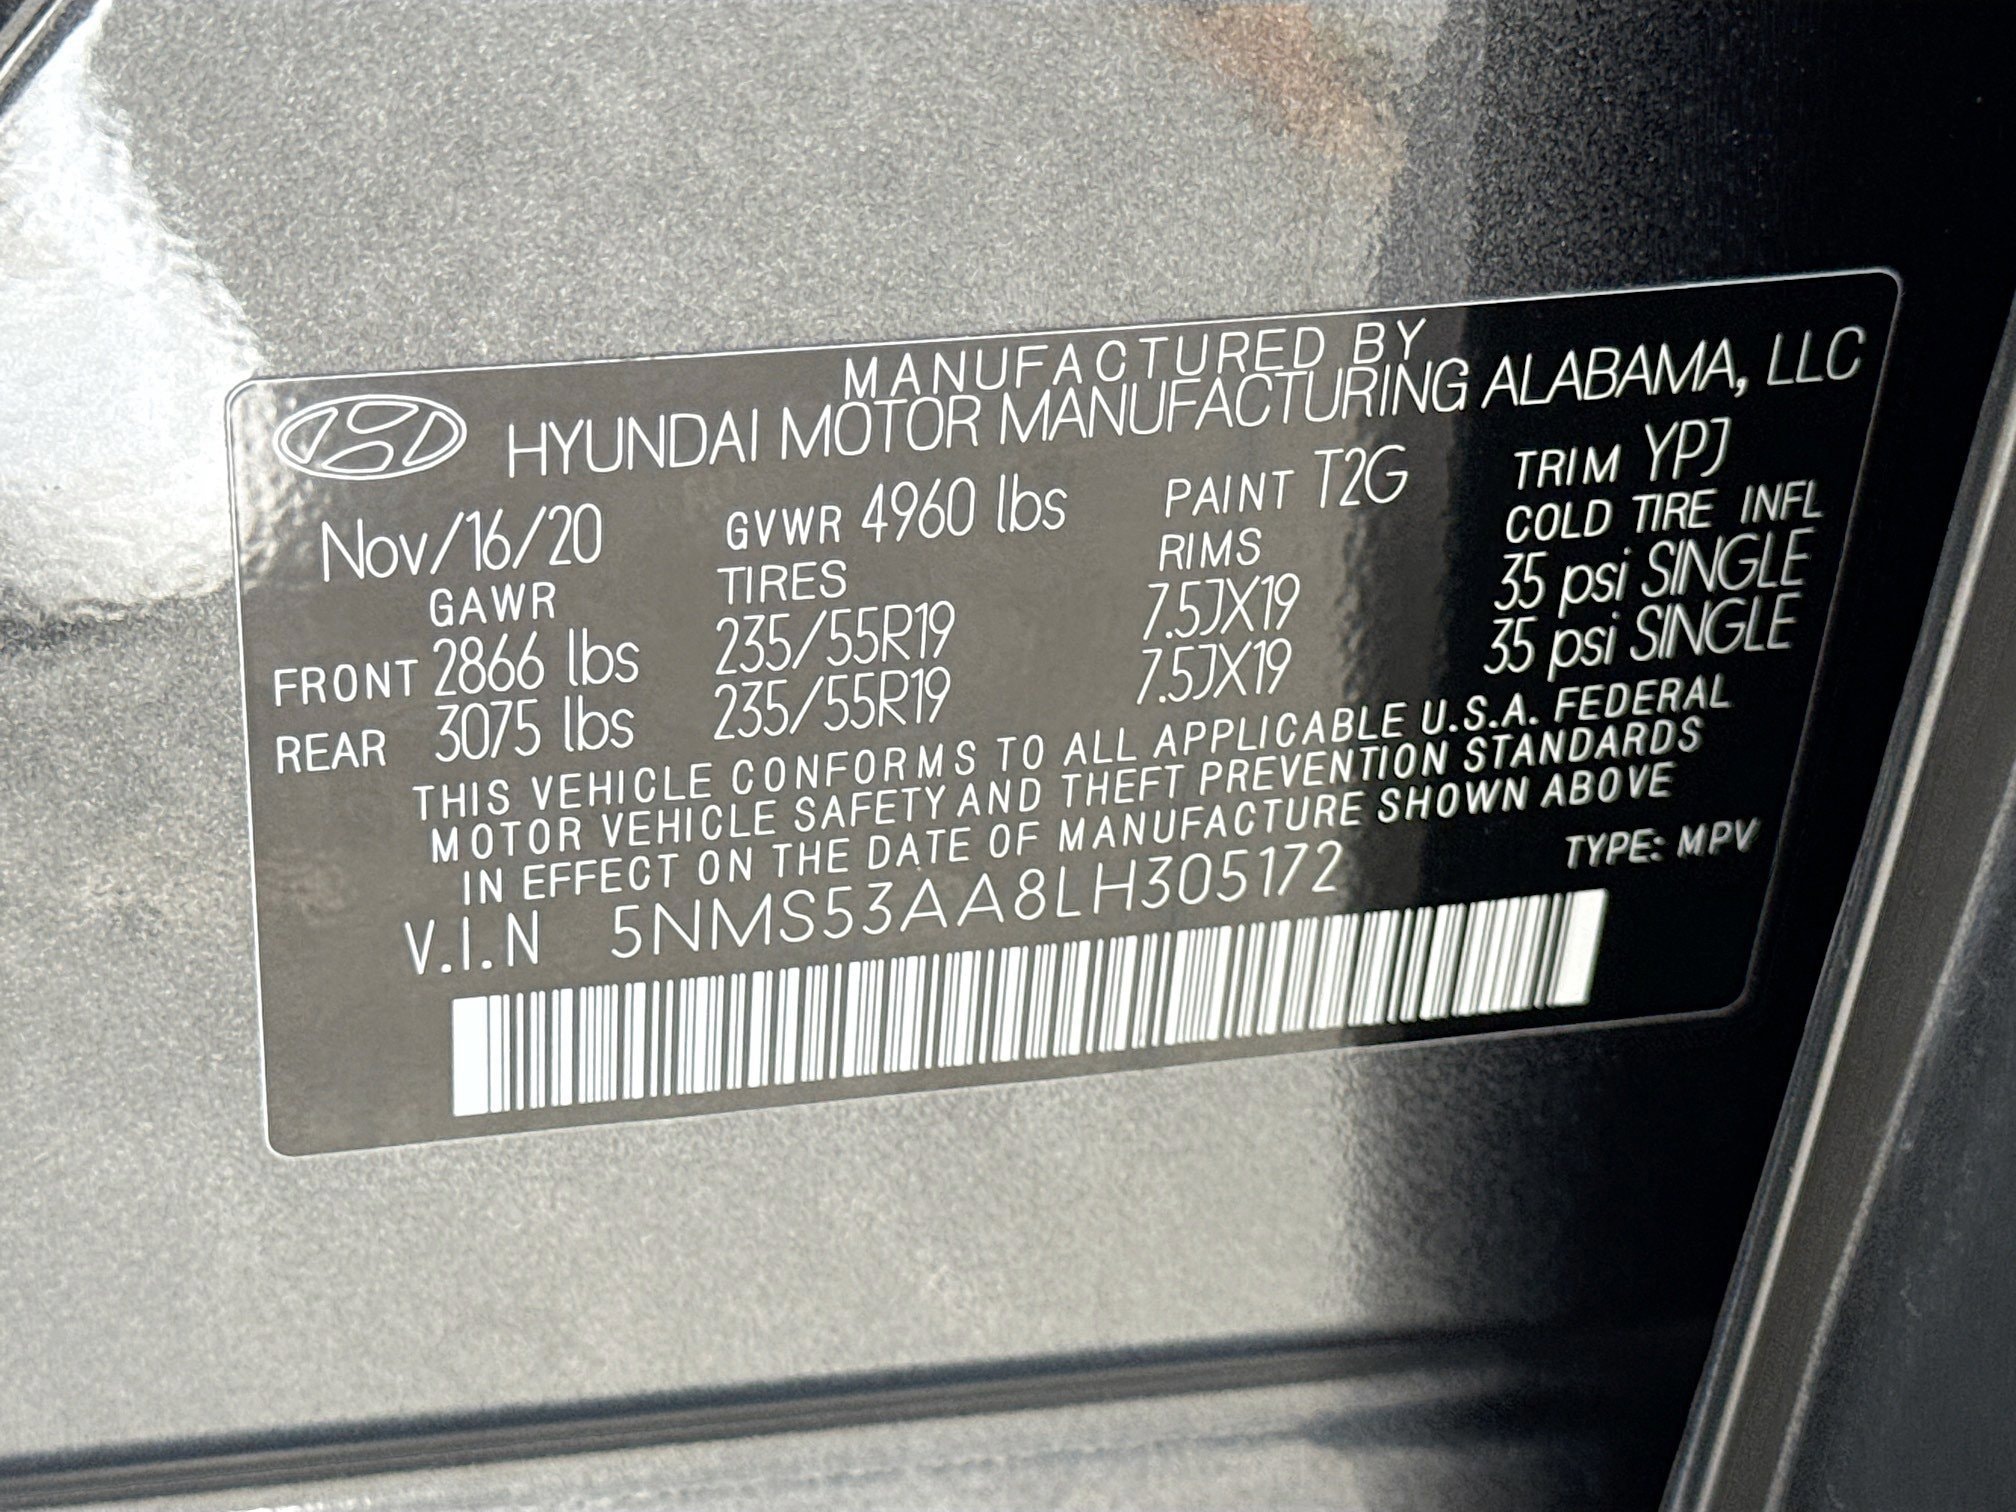 MANUFACTURED BY
HYUNDAI MOTOR MANUFACTURING ALABAMA, LLC
Nov/16/20 GVWR 4960 lbs PAINT T2G TRIM YPJ
GAWR TIRES RIMS COLD TIRE INFL
FRONT 2866 lbs 235/55R19 7.5JX19 35 psi SINGLE
REAR 3075 lbs 235/55R19 7.5JX19 35 psi SINGLE
THIS VEHICLE CONFORMS TO ALL APPLICABLE U.S.A. FEDERAL
MOTOR VEHICLE SAFETY AND THEFT PREVENTION STANDARDS
IN EFFECT ON THE DATE OF MANUFACTURE SHOWN ABOVE
V.I.N 5NMS53AA8LH305172 TYPE: MPV